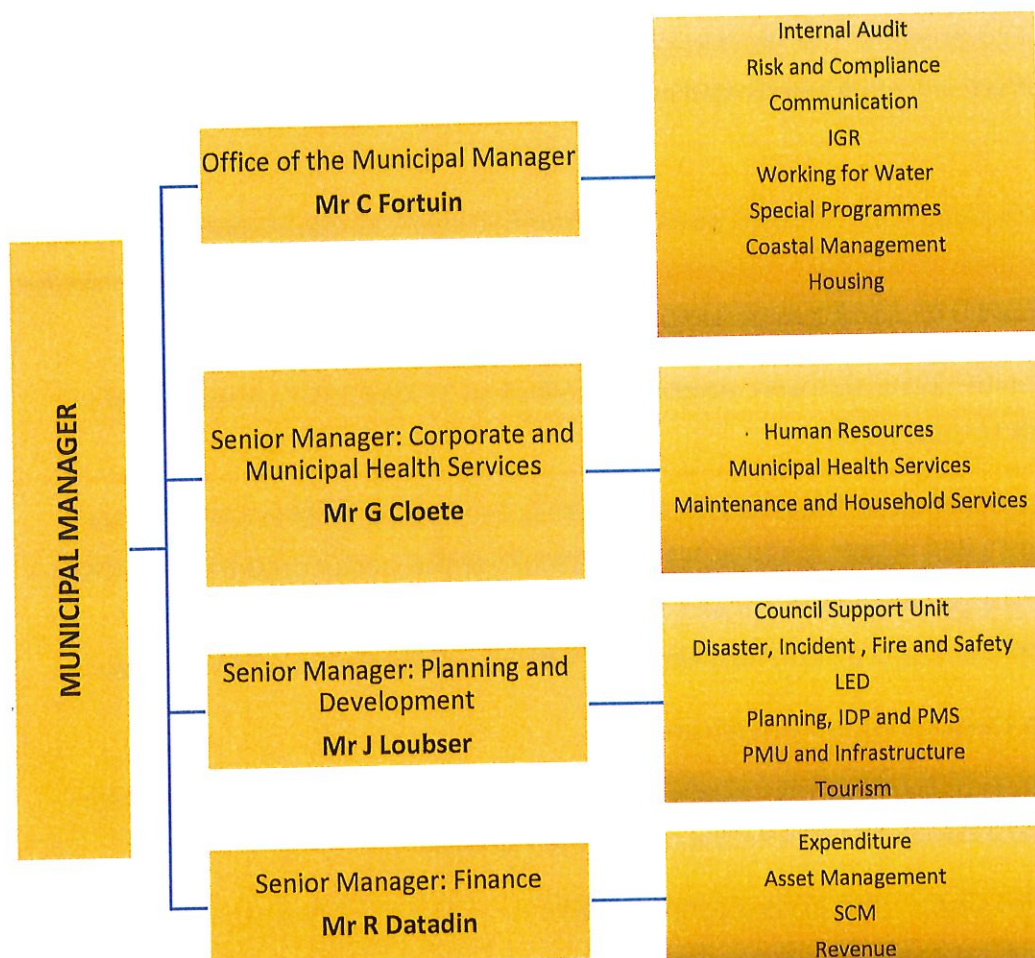 MUNICIPAL MANAGER
Office of the Municipal Manager
Mr C Fortuin
Internal Audit
Risk and Compliance
Communication
IGR
Working for Water
Special Programmes
Coastal Management
Housing
Senior Manager: Corporate and
Municipal Health Services
Mr G Cloete
Human Resources
Municipal Health Services
Maintenance and Household Services
Senior Manager: Planning and
Development
Mr J Loubser
Council Support Unit
Disaster, Incident , Fire and Safety
LED
Planning, IDP and PMS
PMU and Infrastructure
Tourism
Senior Manager: Finance
Mr R Datadin
Expenditure
Asset Management
SCM
Revenue